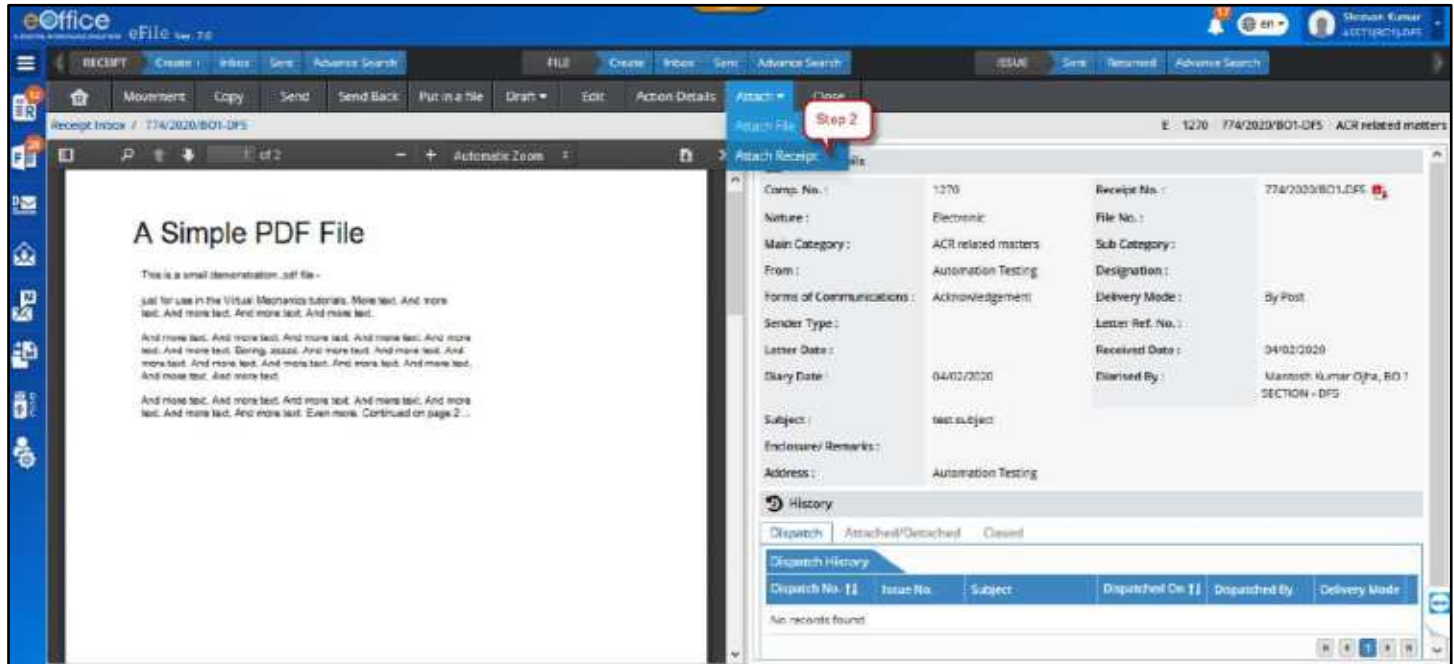 eOffice
eFile Ver. 7.0
17
en
Shravan Kumar
RECEIPT Create Inbox Sent Advance Search FILE Create Inbox Sent Advance Search ISSUE Sent Returned Advance Search
Movement Copy Send Send Back Put in a file Draft Edit Action Details Attach Close
Receipt Inbox / 774/2020/BO1-DFS
E 1270 774/2020/BO1-DFS ACR related matters
Attach File
Step 2
Attach Receipt
of 2 Automatic Zoom
A Simple PDF File
This is a small demonstration .pdf file -
just for use in the Virtual Mechanics tutorials. More text. And more
text. And more text. And more text. And more text.
And more text. And more text. And more text. And more text. And more
text. And more text. Boring, zzzzz. And more text. And more text. And
more text. And more text. And more text. And more text. And more text.
And more text. And more text.
And more text. And more text. And more text. And more text. And more
text. And more text. And more text. Even more. Continued on page 2 ...
Comp. No. : 1270 Receipt No. : 774/2020/BO1-DFS
Nature : Electronic File No. :
Main Category : ACR related matters Sub Category :
From : Automation Testing Designation :
Forms of Communications : Acknowledgement Delivery Mode : By Post
Sender Type : Letter Ref. No. :
Letter Date : Received Date : 04/02/2020
Diary Date : 04/02/2020 Diarised By : Mantosh Kumar Ojha, BO 1
SECTION - DFS
Subject : test subject
Enclosure/ Remarks :
Address : Automation Testing
History
Dispatch Attached/Detached Closed
Dispatch History
Dispatch No. Issue No. Subject Dispatched On Dispatched By Delivery Mode
No records found
1